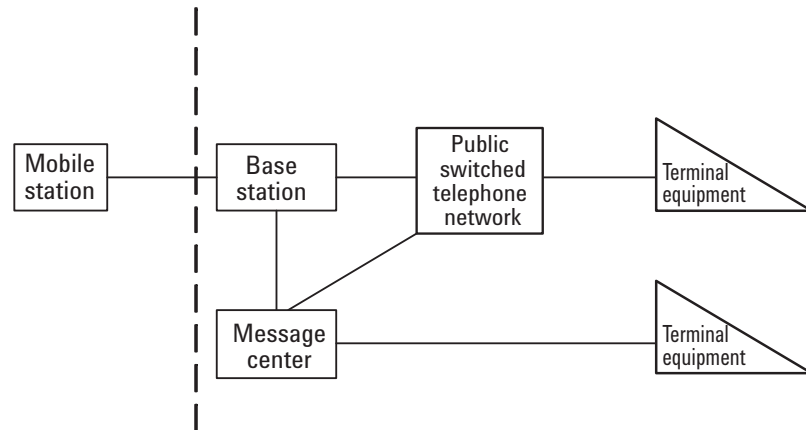 Mobile
station
Base
station
Public
switched
telephone
network
Terminal
equipment
Message
center
Terminal
equipment